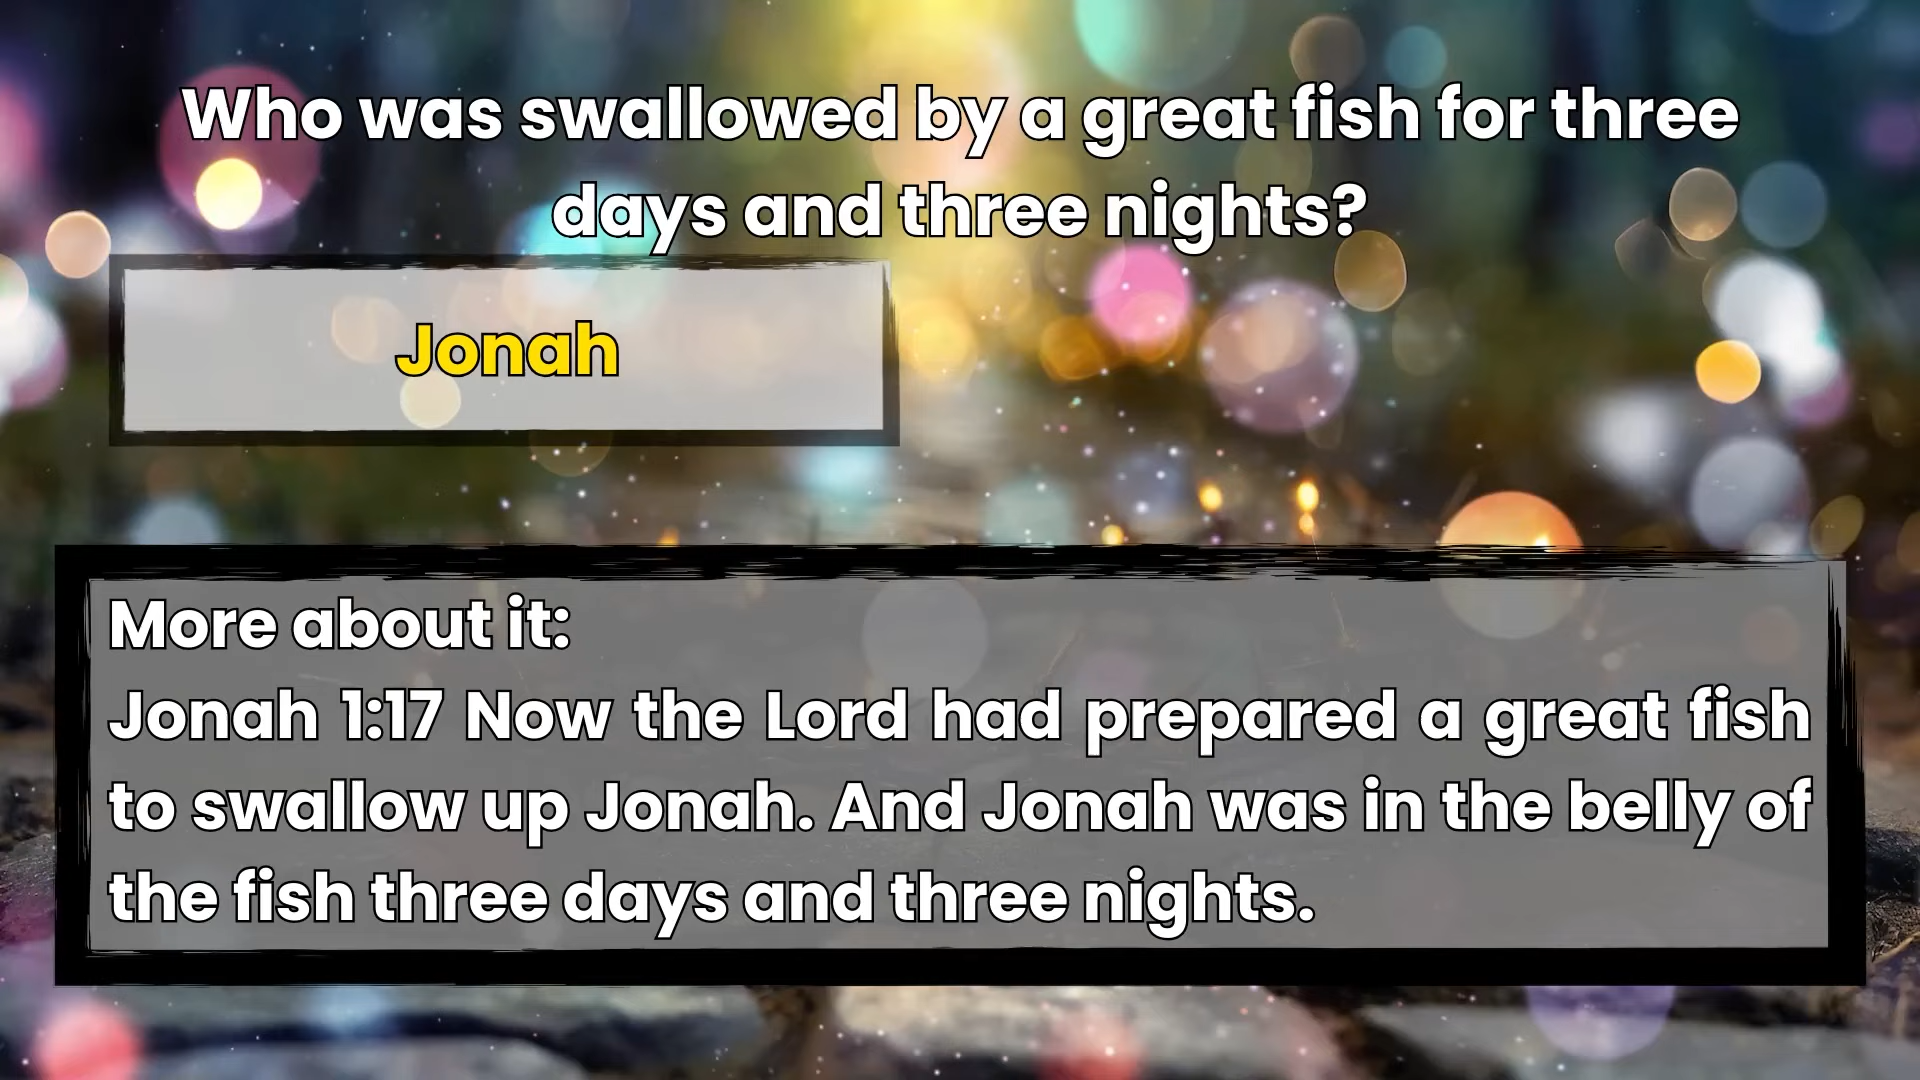 Who was swallowed by a great fish for three
days and three nights?
Jonah
More about it:
Jonah 1:17 Now the Lord had prepared a great fish
to swallow up Jonah. And Jonah was in the belly of
the fish three days and three nights.